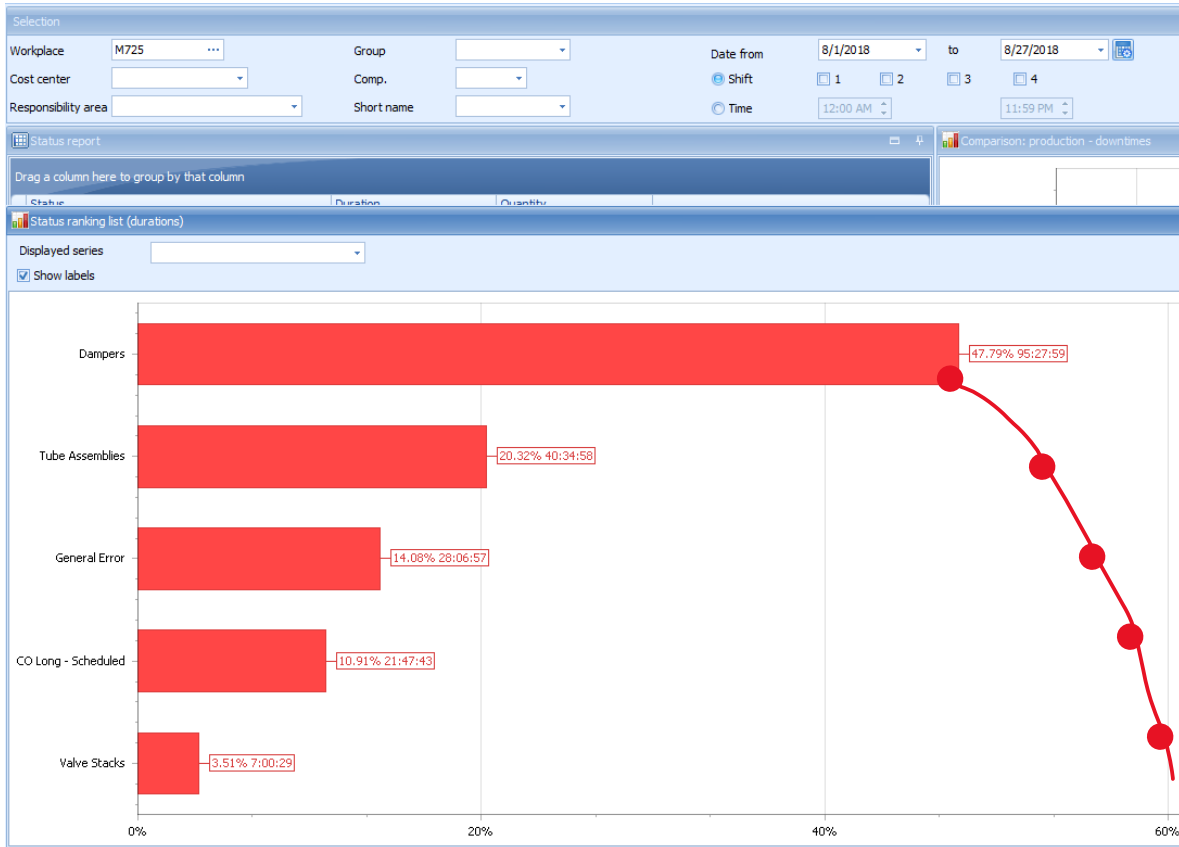 Selection
Workplace M725 ... Group Date from 8/1/2018 to 8/27/2018
Cost center Comp. Shift 1 2 3 4
Responsibility area Short name Time 12:00 AM 11:59 PM
Status report Comparison: production - downtimes
Drag a column here to group by that column
Status Duration Quantity
Status ranking list (durations)
Displayed series
Show labels
Dampers 47.79% 95:27:59
Tube Assemblies 20.32% 40:34:58
General Error 14.08% 28:06:57
CO Long - Scheduled 10.91% 21:47:43
Valve Stacks 3.51% 7:00:29
0% 20% 40% 60%